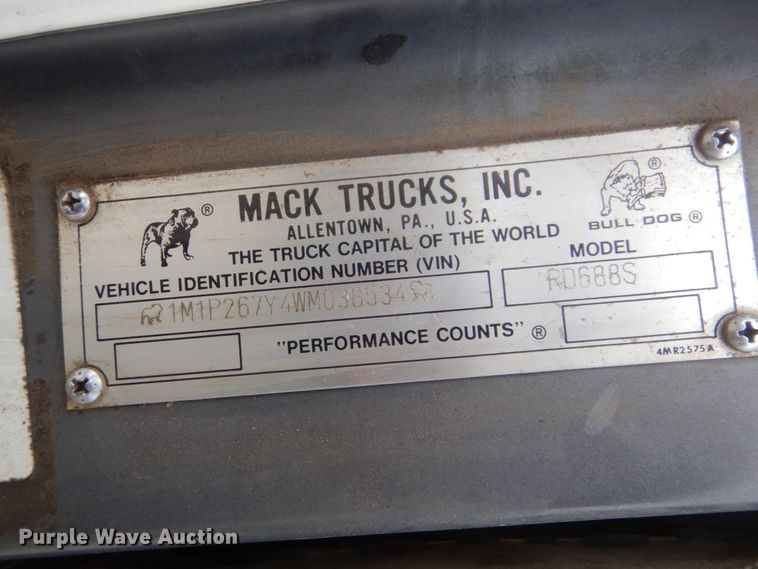 ® MACK TRUCKS, INC. ®
ALLENTOWN, PA., U.S.A.
BULL DOG ®
THE TRUCK CAPITAL OF THE WORLD
VEHICLE IDENTIFICATION NUMBER (VIN)
MODEL
1M1P267Y4WM038534
RD688S
"PERFORMANCE COUNTS" ®
4MR2575A
Purple Wave Auction